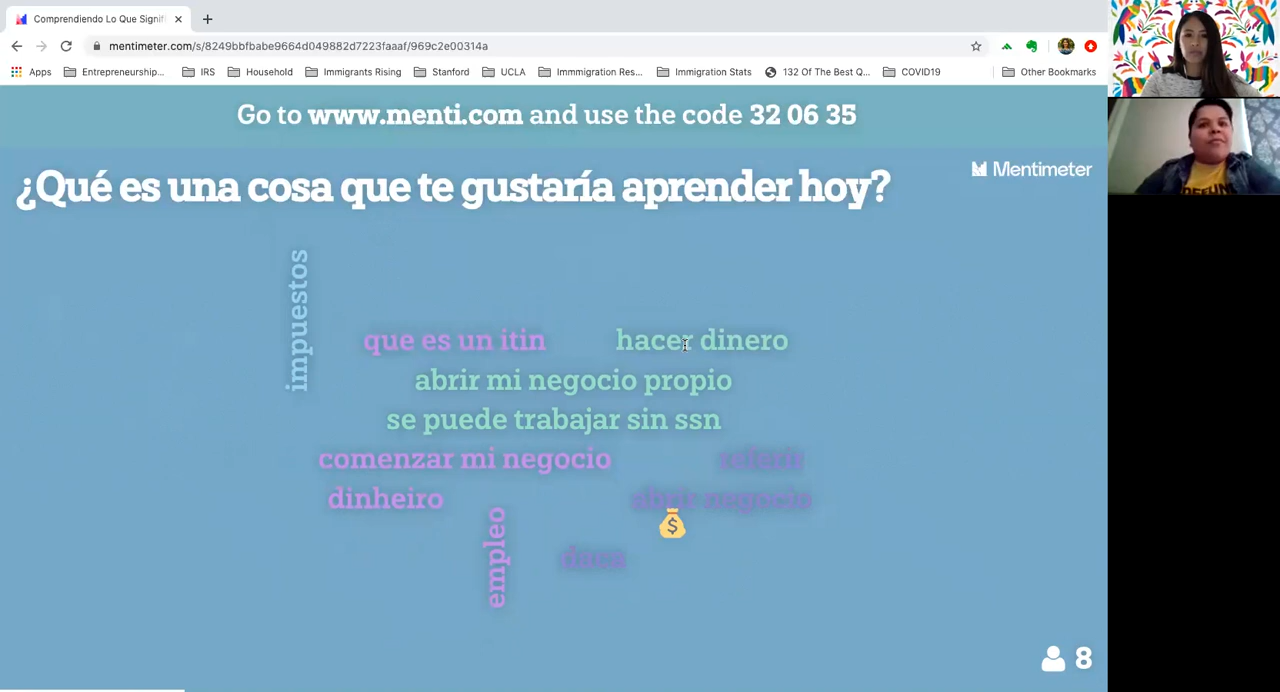 Comprendiendo Lo Que Signif
mentimeter.com/s/8249bbfbabe9664d049882d7223faaaf/969c2e00314a
Apps Entrepreneurship... IRS Household Immigrants Rising Stanford UCLA Immmigration Res... Immigration Stats 132 Of The Best Q... COVID19 Other Bookmarks
Go to www.menti.com and use the code 32 06 35
Mentimeter
¿Qué es una cosa que te gustaría aprender hoy?
impuestos
que es un itin
hacer dinero
abrir mi negocio propio
se puede trabajar sin ssn
comenzar mi negocio
referir
dinheiro
abrir negocio
empleo
daca
8